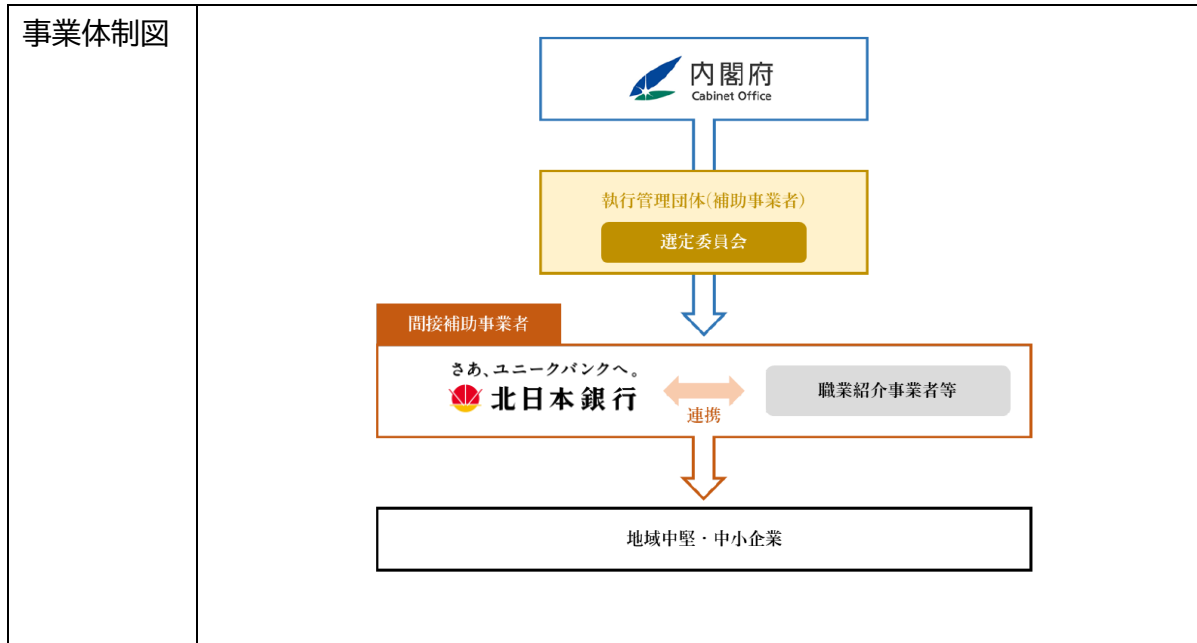 事業体制図
内閣府
Cabinet Office
執行管理団体(補助事業者)
選定委員会
間接補助事業者
さあ、ユニークバンクへ。
北日本銀行
連携
職業紹介事業者等
地域中堅・中小企業